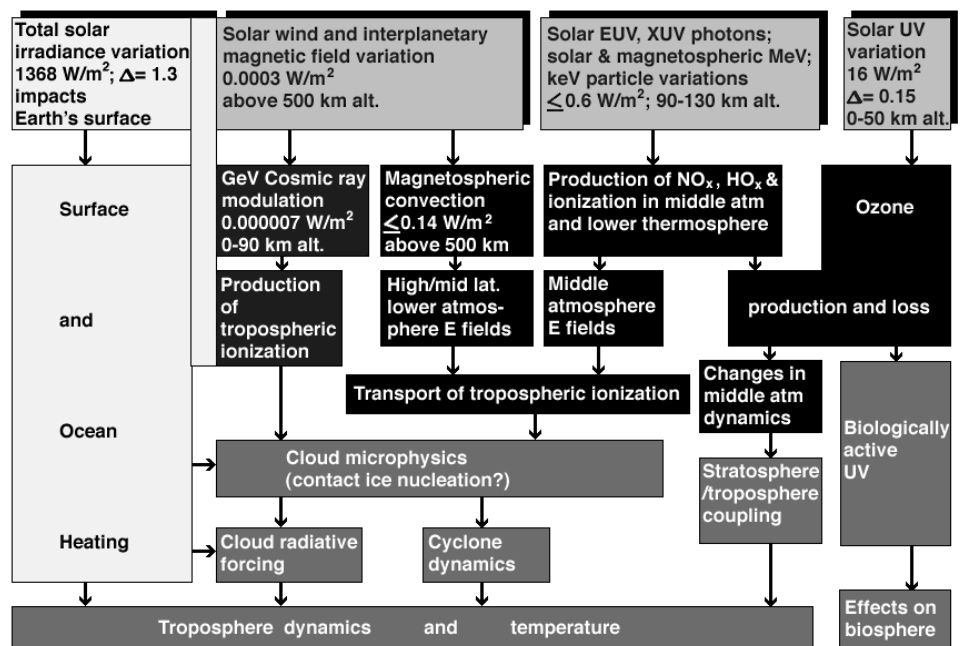 Total solar
irradiance variation
1368 W/m²; Δ= 1.3
impacts
Earth's surface
Solar wind and interplanetary
magnetic field variation
0.0003 W/m²
above 500 km alt.
Solar EUV, XUV photons;
solar & magnetospheric MeV;
keV particle variations
≤0.6 W/m²; 90-130 km alt.
Solar UV
variation
16 W/m²
Δ= 0.15
0-50 km alt.
Surface
and
Ocean
Heating
GeV Cosmic ray
modulation
0.000007 W/m²
0-90 km alt.
Magnetospheric
convection
≤0.14 W/m²
above 500 km
Production of NOₓ, HOₓ &
ionization in middle atm
and lower thermosphere
Ozone
production and loss
Production
of
tropospheric
ionization
High/mid lat.
lower atmos-
phere E fields
Middle
atmosphere
E fields
Transport of tropospheric ionization
Changes in
middle atm
dynamics
Biologically
active
UV
Cloud microphysics
(contact ice nucleation?)
Stratosphere
/troposphere
coupling
Cloud radiative
forcing
Cyclone
dynamics
Troposphere dynamics and temperature
Effects on
biosphere